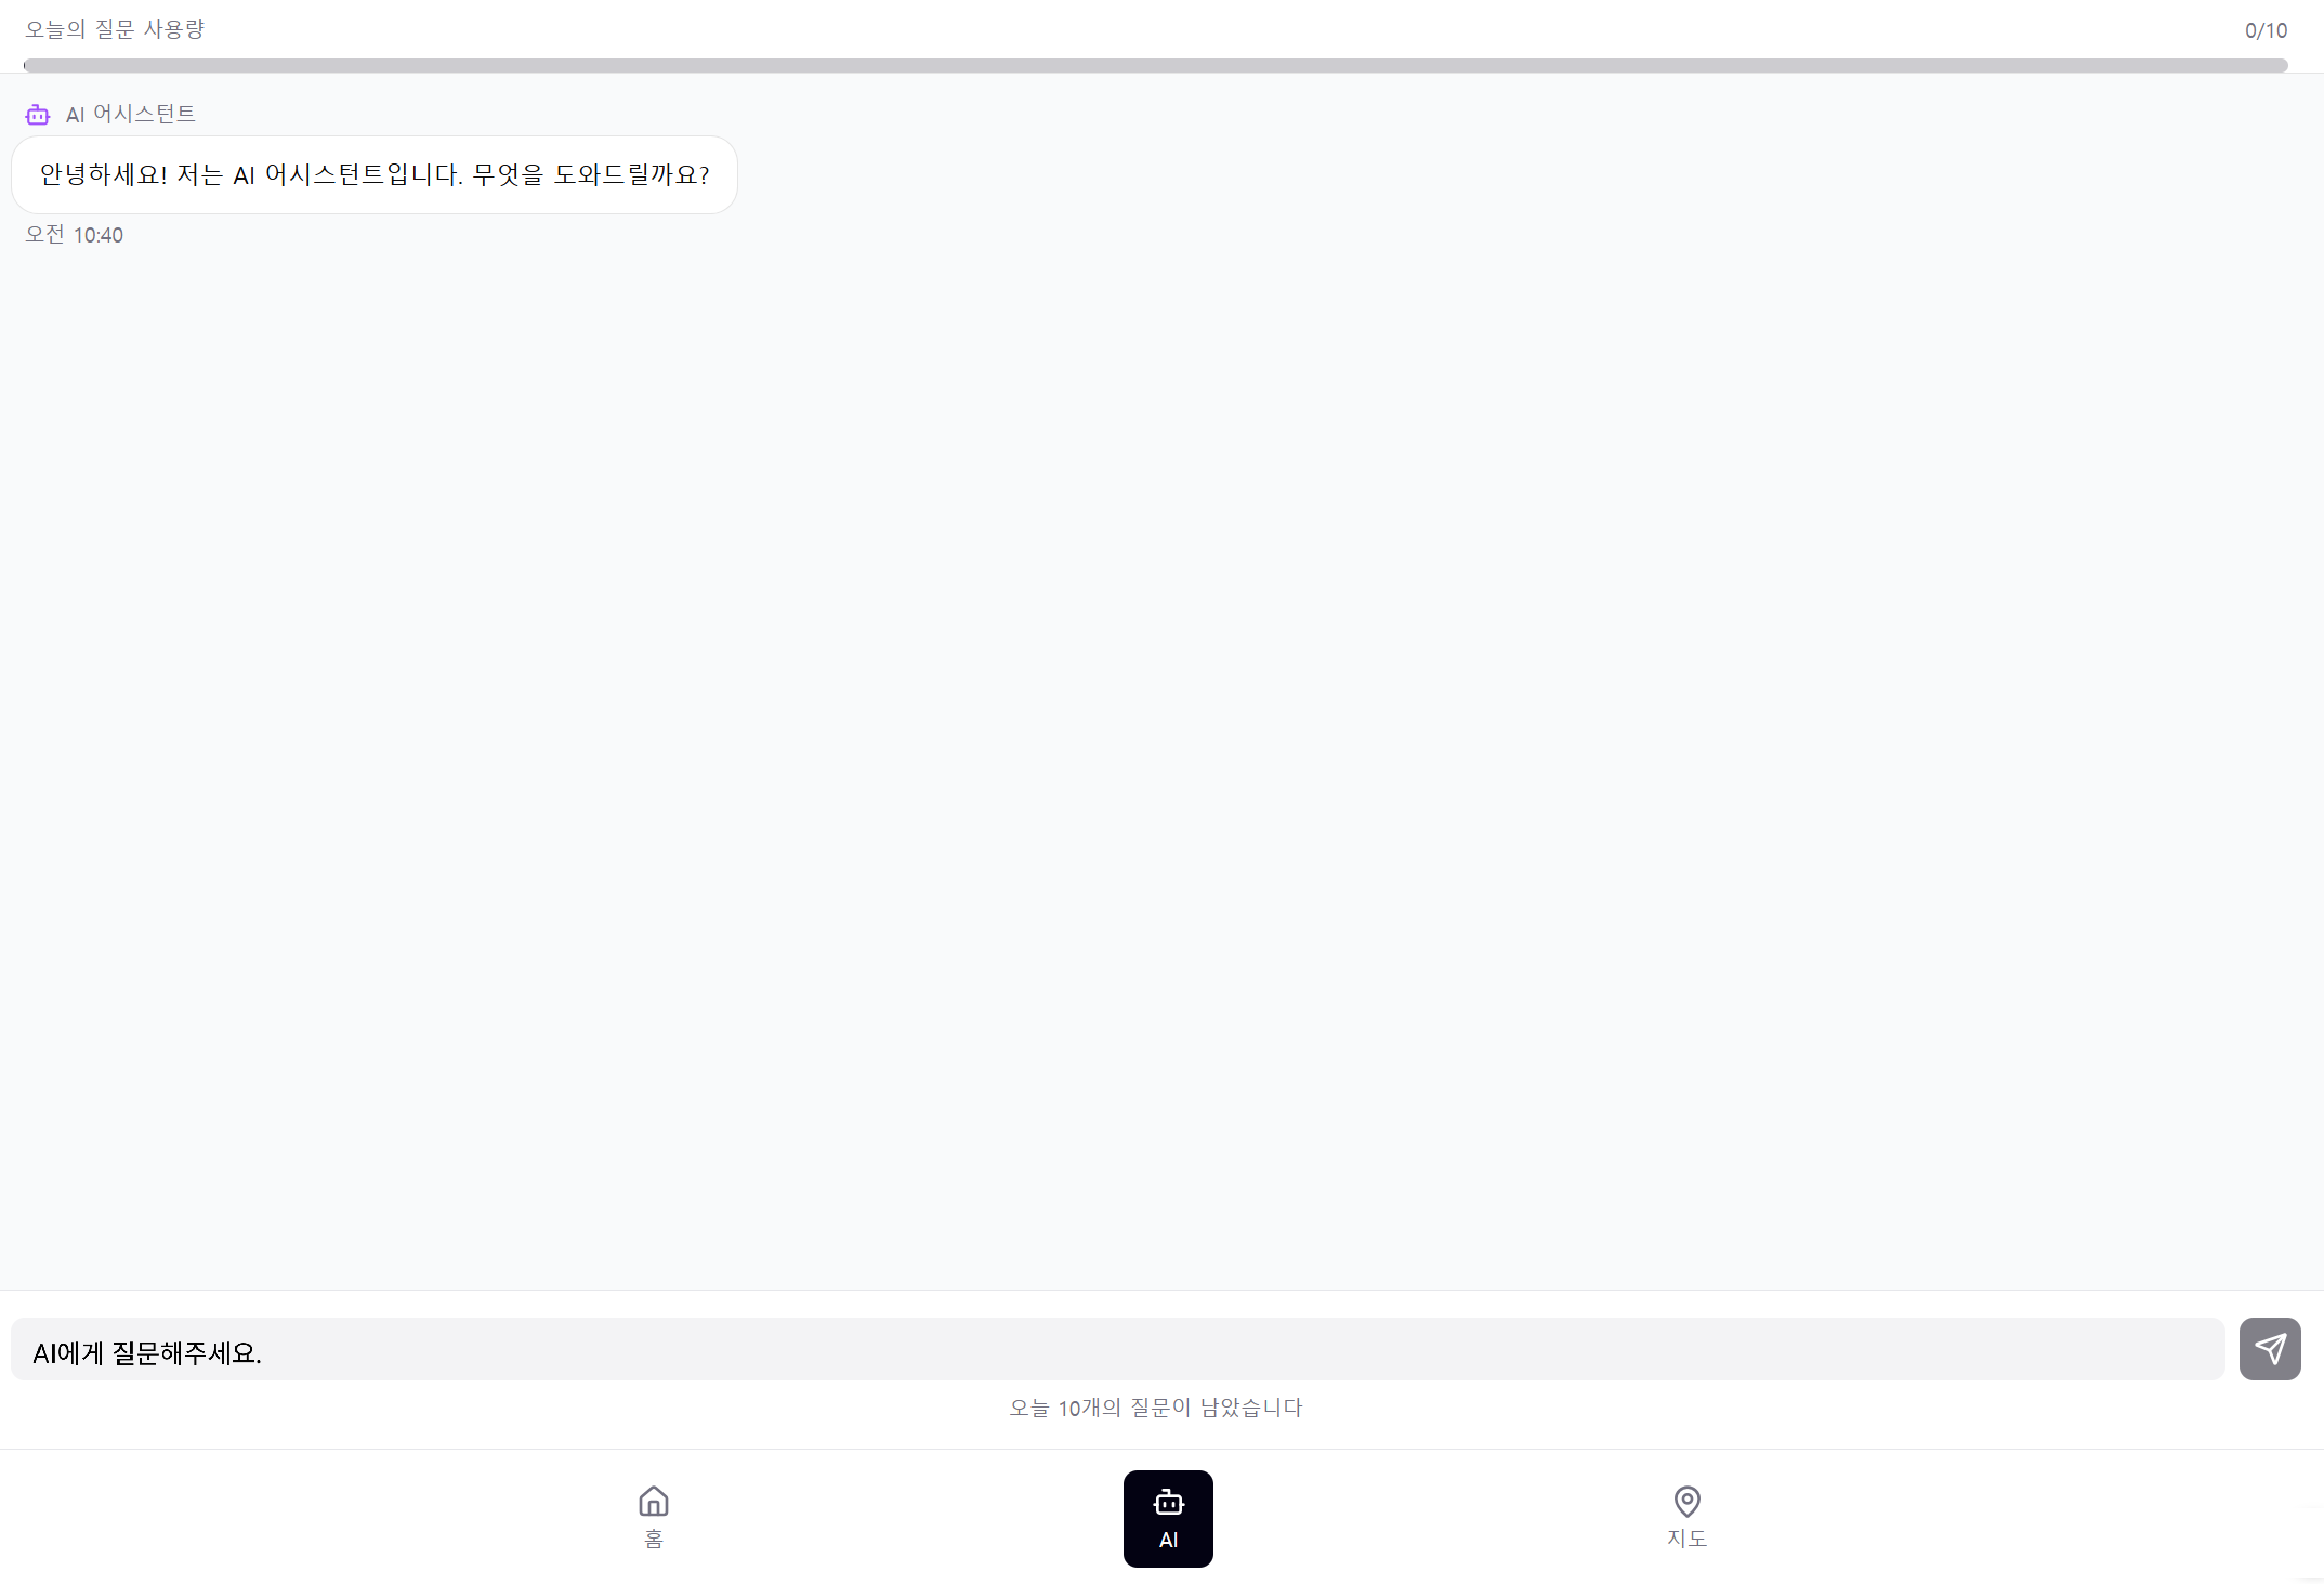 오늘의 질문 사용량 0/10
AI 어시스턴트
안녕하세요! 저는 AI 어시스턴트입니다. 무엇을 도와드릴까요?
오전 10:40
AI에게 질문해주세요.
오늘 10개의 질문이 남았습니다
홈 AI 지도